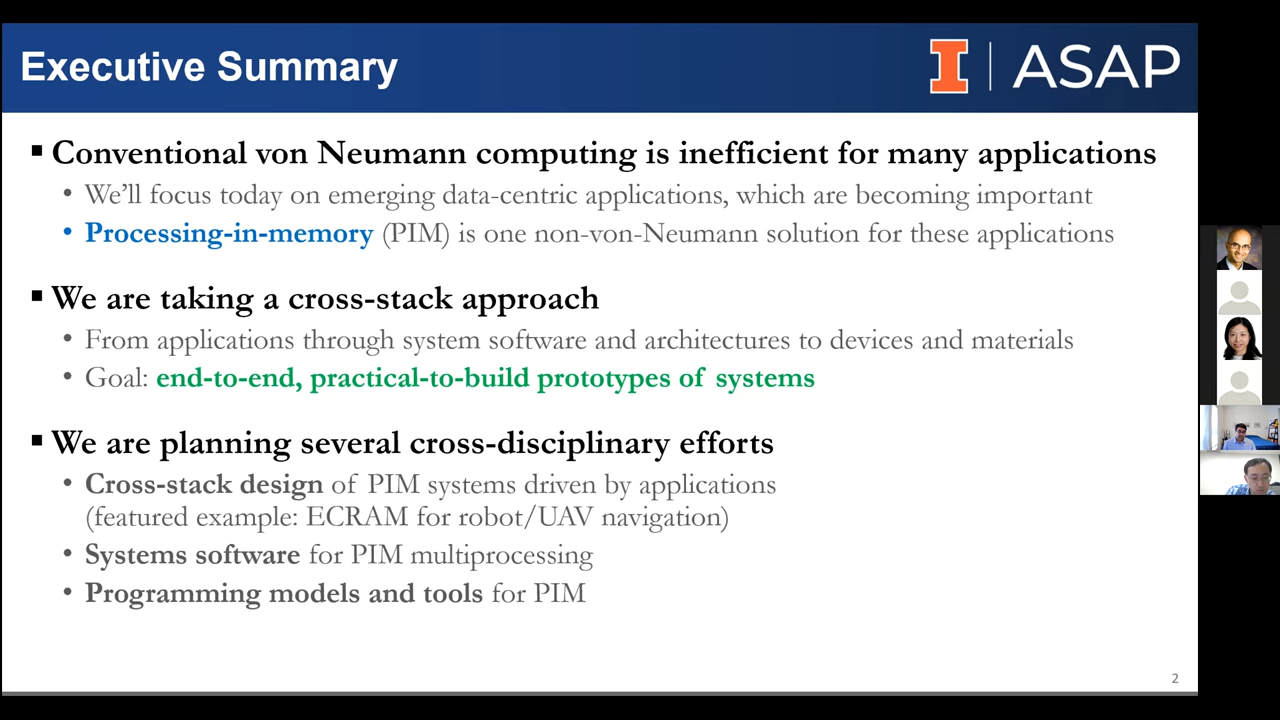 Executive Summary
I | ASAP
▪ Conventional von Neumann computing is inefficient for many applications
• We'll focus today on emerging data-centric applications, which are becoming important
• Processing-in-memory (PIM) is one non-von-Neumann solution for these applications
▪ We are taking a cross-stack approach
• From applications through system software and architectures to devices and materials
• Goal: end-to-end, practical-to-build prototypes of systems
▪ We are planning several cross-disciplinary efforts
• Cross-stack design of PIM systems driven by applications
(featured example: ECRAM for robot/UAV navigation)
• Systems software for PIM multiprocessing
• Programming models and tools for PIM
2